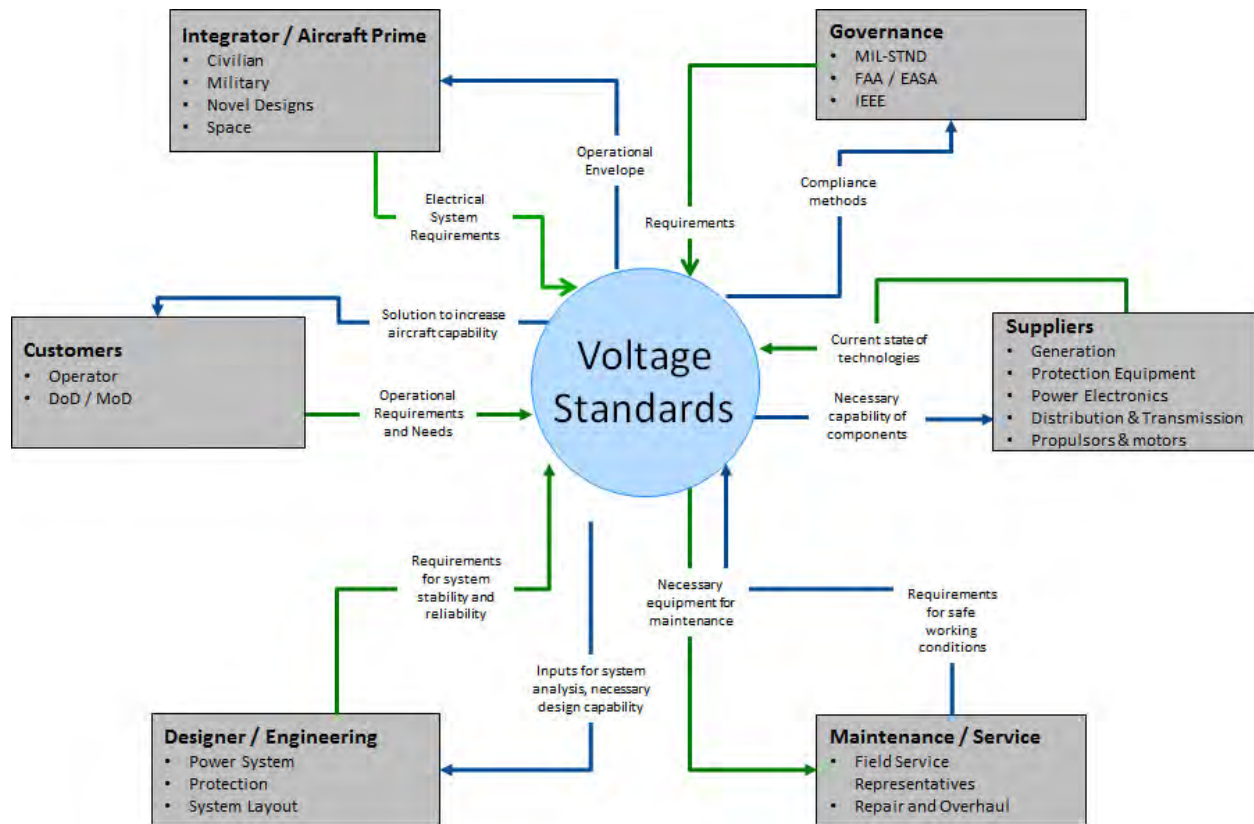 Integrator / Aircraft Prime
• Civilian
• Military
• Novel Designs
• Space
Governance
• MIL-STND
• FAA / EASA
• IEEE
Operational
Envelope
Compliance
methods
Electrical
System
Requirements
Requirements
Solution to increase
aircraft capability
Customers
• Operator
• DoD / MoD
Operational
Requirements
and Needs
Voltage
Standards
Current state of
technologies
Necessary
capability of
components
Suppliers
• Generation
• Protection Equipment
• Power Electronics
• Distribution & Transmission
• Propulsors & motors
Requirements
for system
stability and
reliability
Necessary
equipment for
maintenance
Requirements
for safe
working
conditions
Inputs for system
analysis, necessary
design capability
Designer / Engineering
• Power System
• Protection
• System Layout
Maintenance / Service
• Field Service
Representatives
• Repair and Overhaul